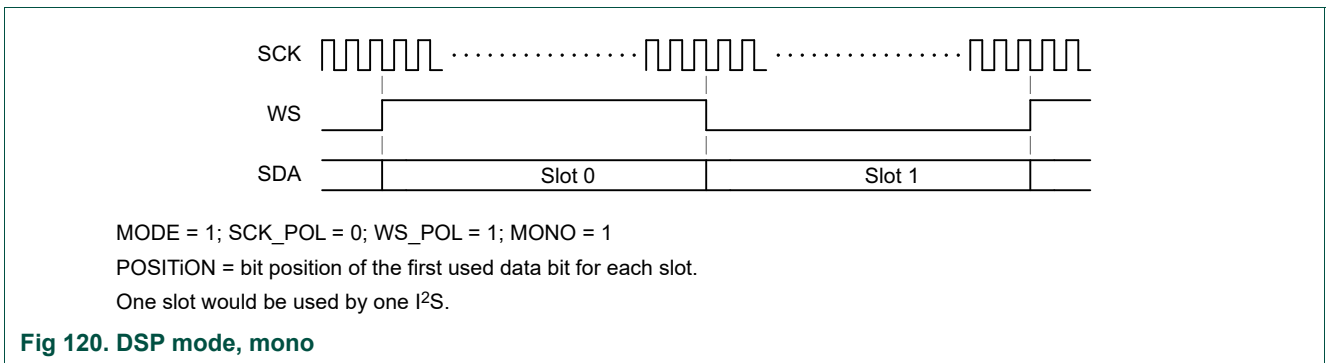 SCK
WS
SDA Slot 0 Slot 1
MODE = 1; SCK_POL = 0; WS_POL = 1; MONO = 1
POSITiON = bit position of the first used data bit for each slot.
One slot would be used by one I²S.
Fig 120. DSP mode, mono